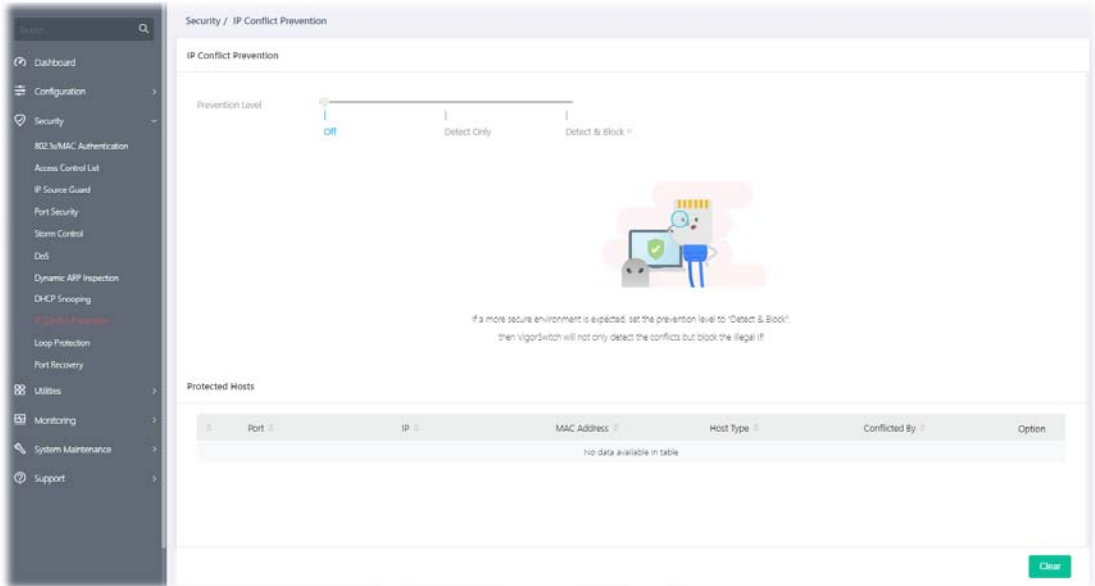 Search
Security / IP Conflict Prevention
Dashboard
Configuration
Security
802.1x/MAC Authentication
Access Control List
IP Source Guard
Port Security
Storm Control
DoS
Dynamic ARP Inspection
DHCP Snooping
IP Conflict Prevention
Loop Protection
Port Recovery
Utilities
Monitoring
System Maintenance
Support
IP Conflict Prevention
Prevention Level
Off
Detect Only
Detect & Block
If a more secure environment is expected, set the prevention level to "Detect & Block",
then VigorSwitch will not only detect the conflicts but block the illegal IP.
Protected Hosts
Port
IP
MAC Address
Host Type
Conflicted By
Option
No data available in table
Clear